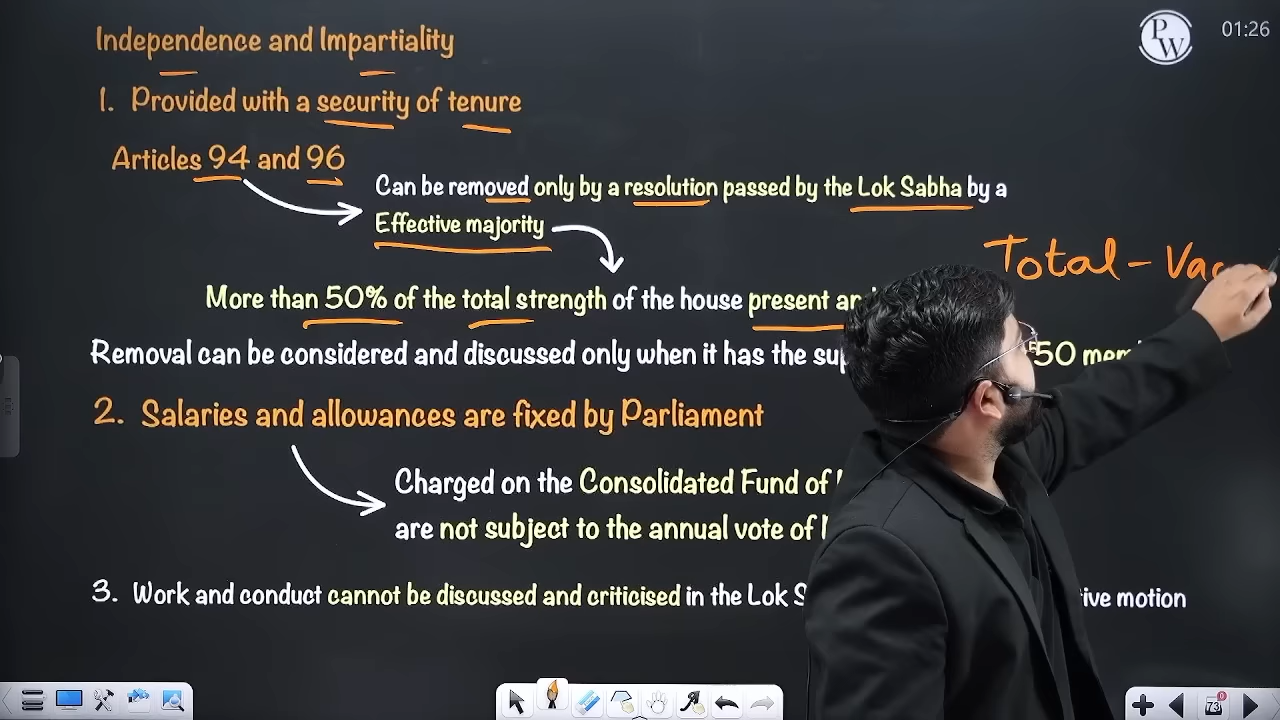 Independence and Impartiality
PW
01:26
1. Provided with a security of tenure
Articles 94 and 96
Can be removed only by a resolution passed by the Lok Sabha by a
Effective majority
Total - Vac
More than 50% of the total strength of the house present
Removal can be considered and discussed only when it has the 50
2. Salaries and allowances are fixed by Parliament
Charged on the Consolidated Fund of
are not subject to the annual vote of
3. Work and conduct cannot be discussed and criticised in the Lok motion
73